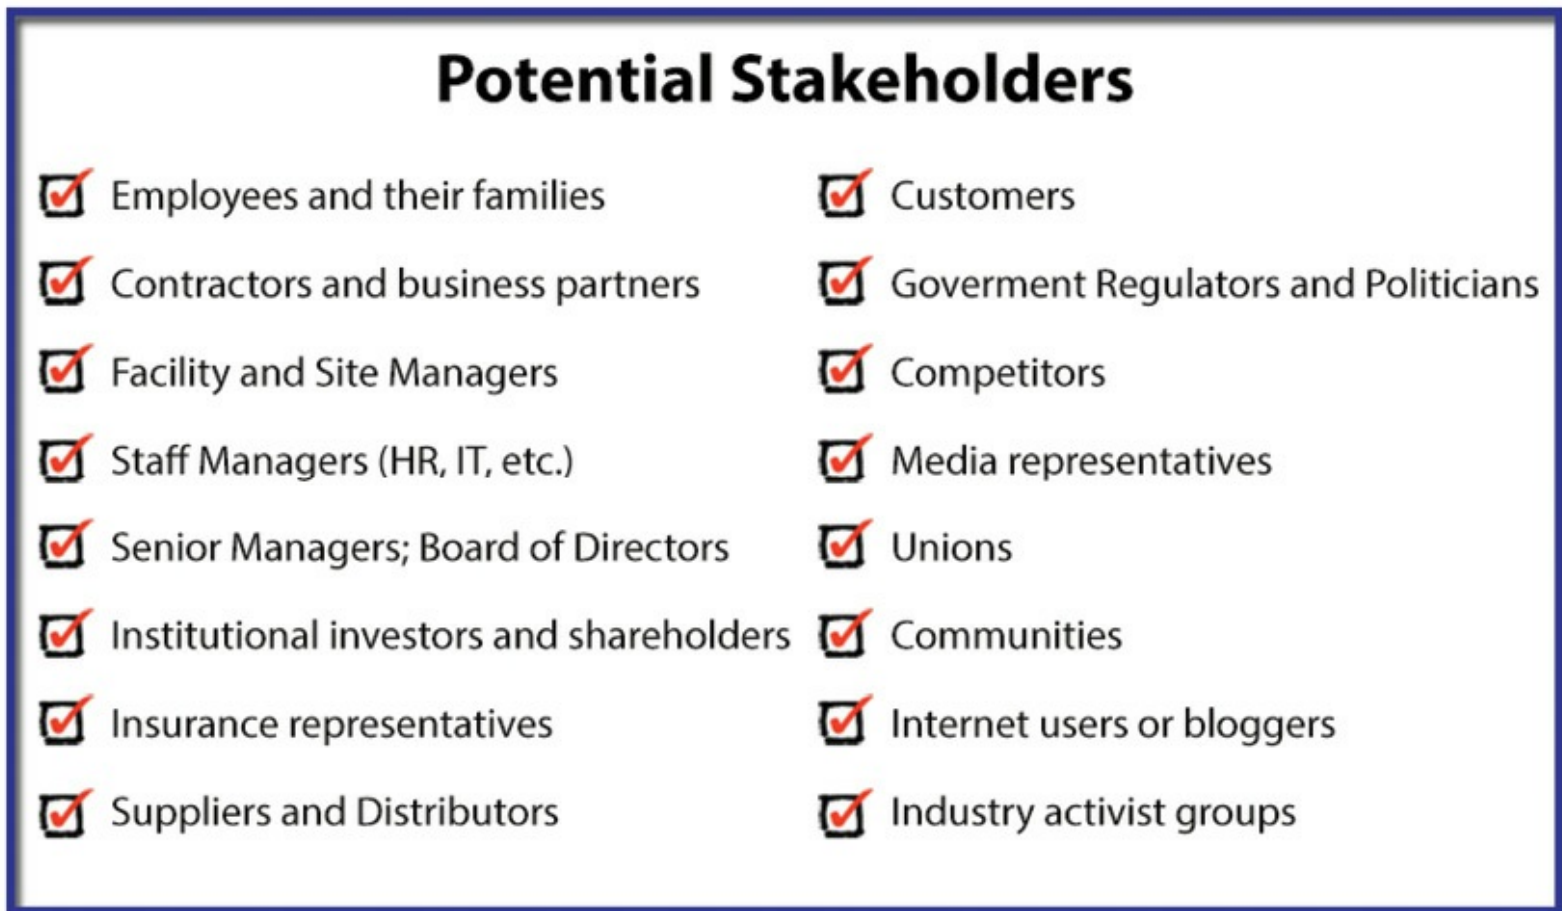 Potential Stakeholders
Employees and their families
Contractors and business partners
Facility and Site Managers
Staff Managers (HR, IT, etc.)
Senior Managers; Board of Directors
Institutional investors and shareholders
Insurance representatives
Suppliers and Distributors
Customers
Goverment Regulators and Politicians
Competitors
Media representatives
Unions
Communities
Internet users or bloggers
Industry activist groups